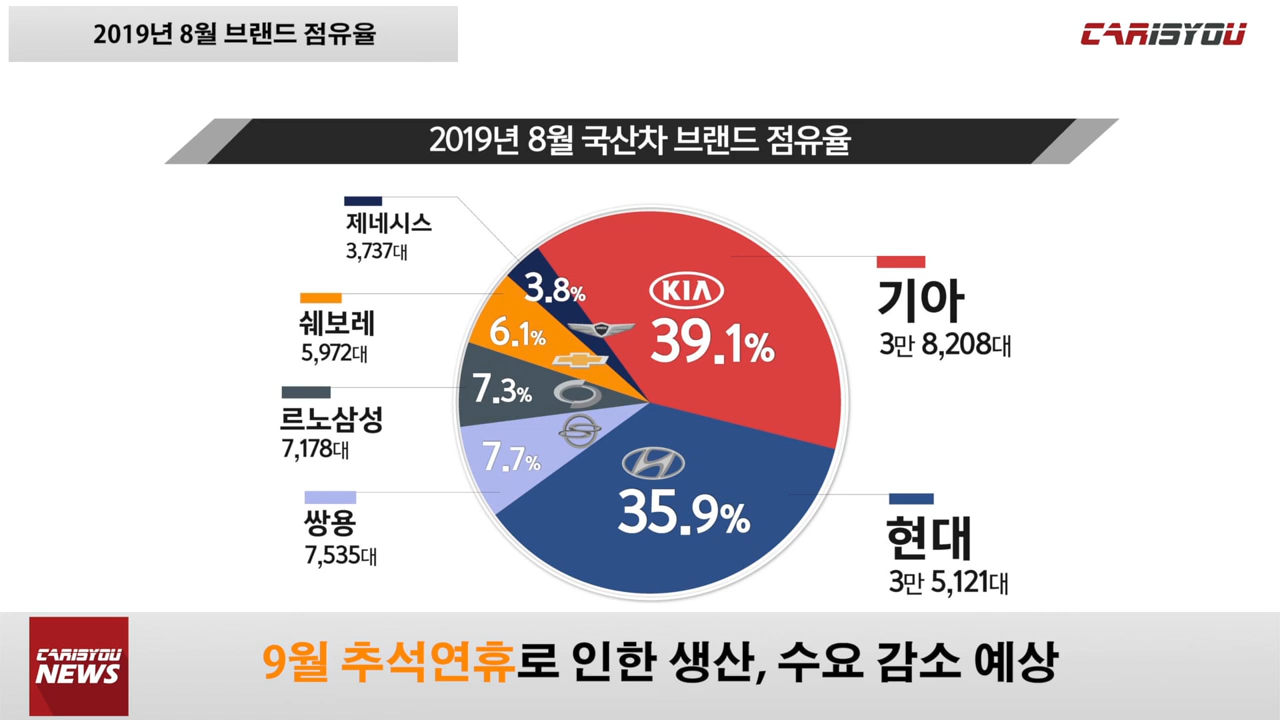 2019년 8월 브랜드 점유율
CARISYOU
2019년 8월 국산차 브랜드 점유율
제네시스
3,737대
쉐보레
5,972대
르노삼성
7,178대
쌍용
7,535대
3.8%
6.1%
7.3%
7.7%
KIA
39.1%
35.9%
기아
3만 8,208대
현대
3만 5,121대
CARISYOU
NEWS
9월 추석연휴로 인한 생산, 수요 감소 예상